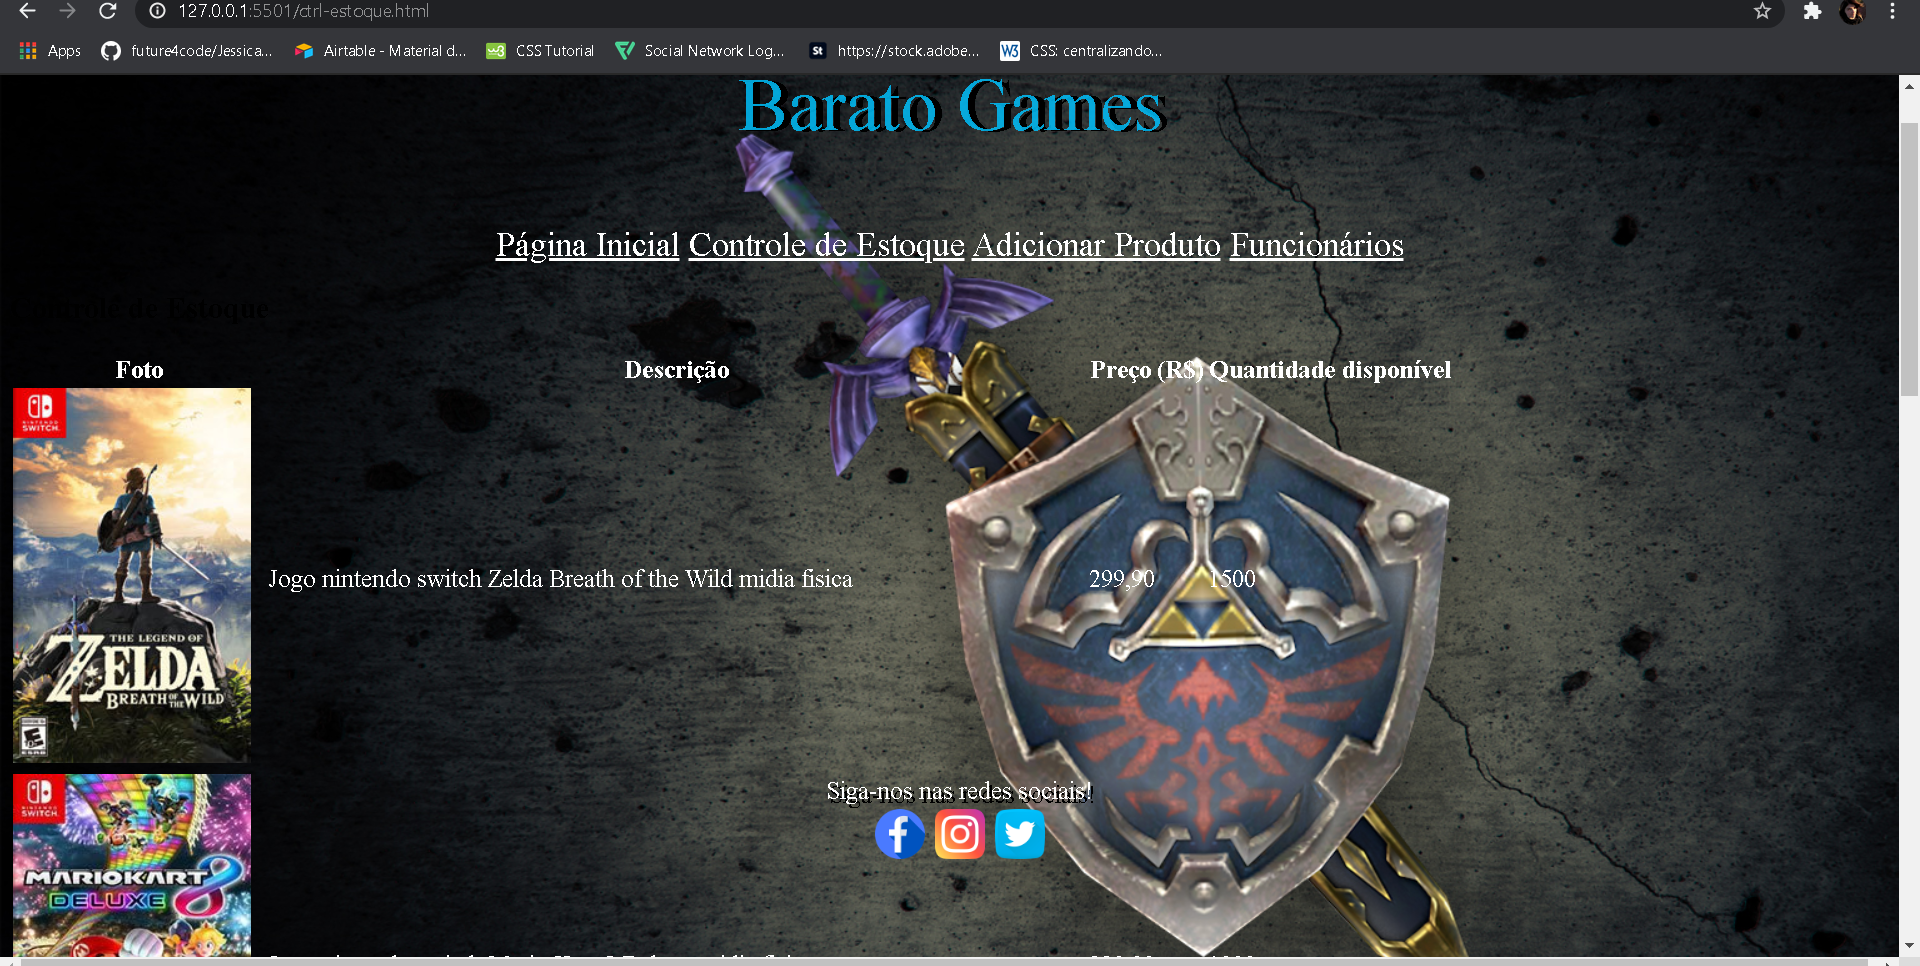 127.0.0.1:5501/ctrl-estoque.html
Apps
future4code/Jessica...
Airtable - Material d...
CSS Tutorial
Social Network Log...
St
https://stock.adobe...
W3
CSS: centralizando...
Barato Games
Página Inicial Controle de Estoque Adicionar Produto Funcionários
Controle de Estoque
Foto Descrição Preço (R$) Quantidade disponível
NINTENDO SWITCH
THE LEGEND OF
ZELDA
BREATH OF THE WILD
E
Jogo nintendo switch Zelda Breath of the Wild midia fisica 299,90 1500
Siga-nos nas redes sociais!
NINTENDO SWITCH
MARIOKART 8
DELUXE